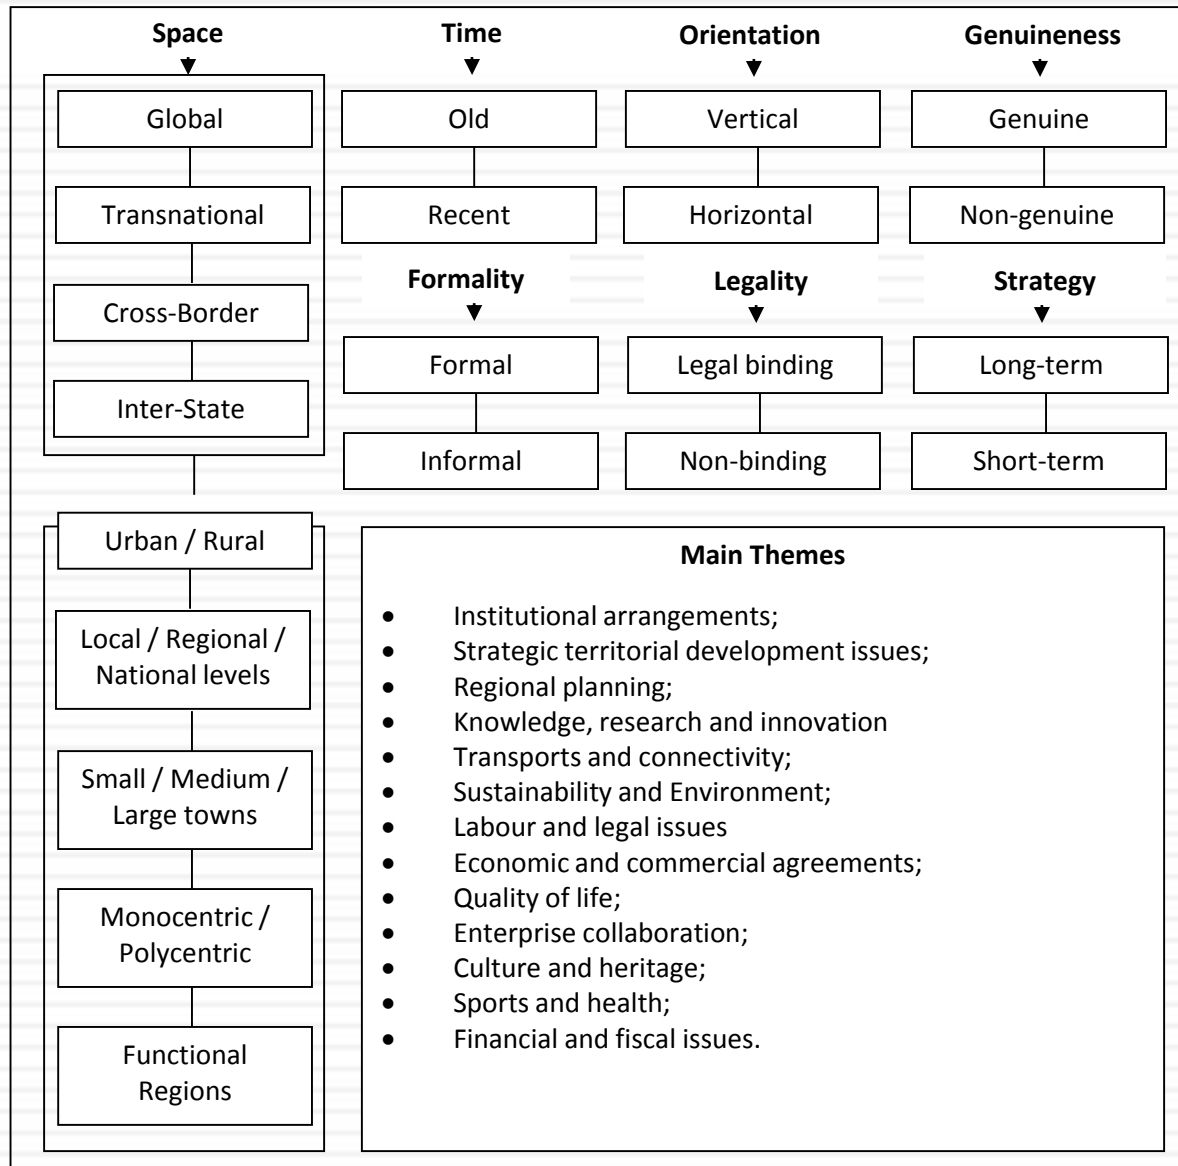 Space
Global
Transnational
Cross-Border
Inter-State
Urban / Rural
Local / Regional /
National levels
Small / Medium /
Large towns
Monocentric /
Polycentric
Functional
Regions
Time
Old
Recent
Orientation
Vertical
Horizontal
Genuineness
Genuine
Non-genuine
Formality
Formal
Informal
Legality
Legal binding
Non-binding
Strategy
Long-term
Short-term
Main Themes
• Institutional arrangements;
• Strategic territorial development issues;
• Regional planning;
• Knowledge, research and innovation
• Transports and connectivity;
• Sustainability and Environment;
• Labour and legal issues
• Economic and commercial agreements;
• Quality of life;
• Enterprise collaboration;
• Culture and heritage;
• Sports and health;
• Financial and fiscal issues.